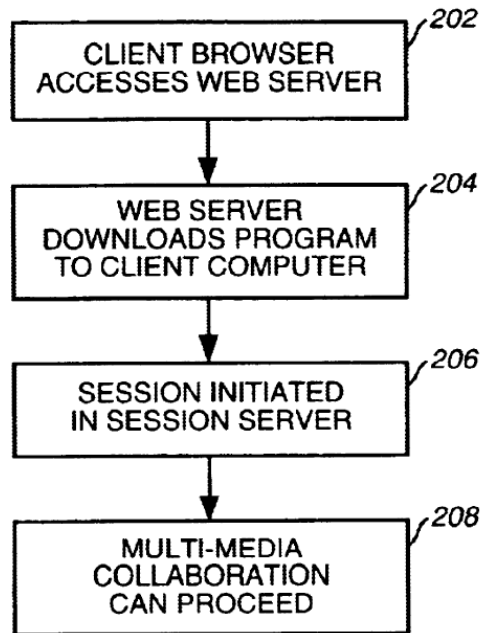 202
CLIENT BROWSER
ACCESSES WEB SERVER
204
WEB SERVER
DOWNLOADS PROGRAM
TO CLIENT COMPUTER
206
SESSION INITIATED
IN SESSION SERVER
208
MULTI-MEDIA
COLLABORATION
CAN PROCEED